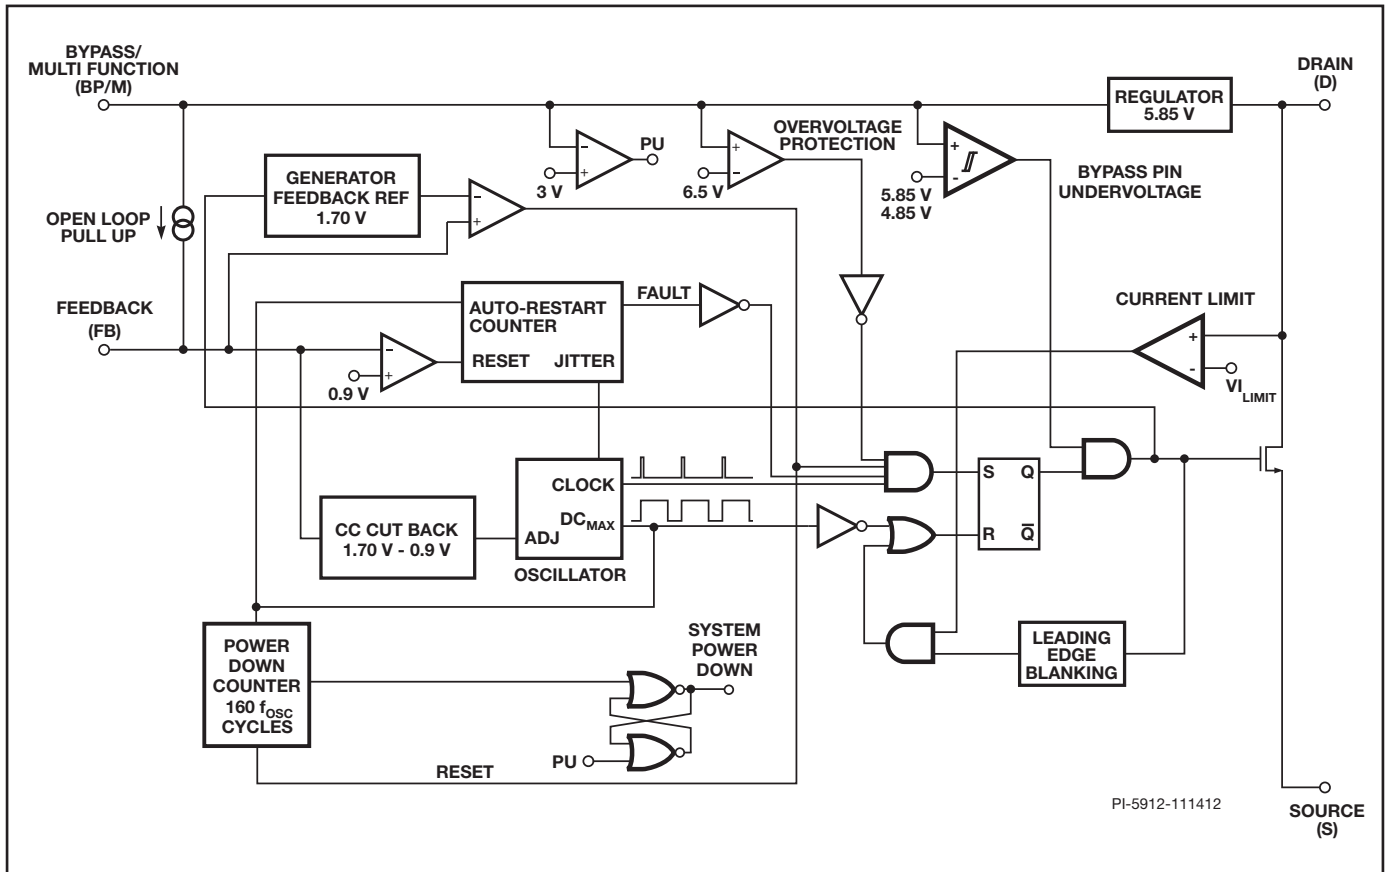 BYPASS/
MULTI FUNCTION
(BP/M)
DRAIN
(D)
REGULATOR
5.85 V
GENERATOR
FEEDBACK REF
1.70 V
-
+
-
+
3 V
PU
+
-
6.5 V
OVERVOLTAGE
PROTECTION
+
-
5.85 V
4.85 V
BYPASS PIN
UNDERVOLTAGE
OPEN LOOP
PULL UP
FEEDBACK
(FB)
-
+
0.9 V
AUTO-RESTART
COUNTER
RESET JITTER
FAULT
CURRENT LIMIT
+
-
VI LIMIT
CC CUT BACK
1.70 V - 0.9 V
CLOCK
DC MAX
ADJ
OSCILLATOR
S Q
R Q̅
LEADING
EDGE
BLANKING
POWER
DOWN
COUNTER
160 fOSC
CYCLES
SYSTEM
POWER
DOWN
PU
RESET
PI-5912-111412
SOURCE
(S)